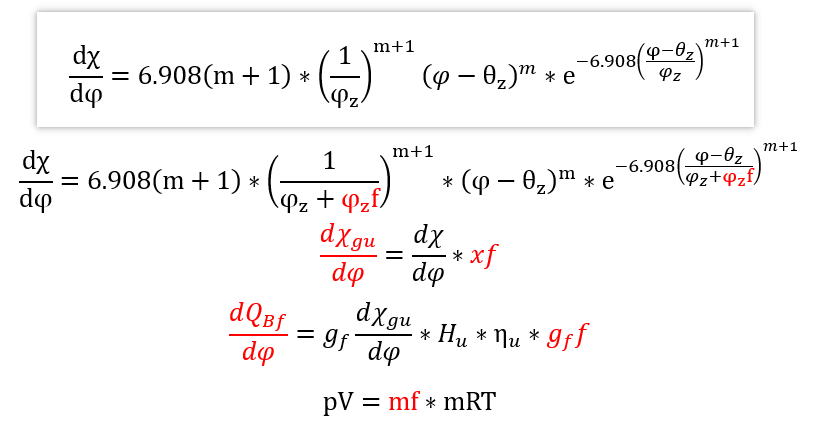 dχ/dφ = 6.908(m + 1) ∗ (1/φ_z)^(m+1) (φ − θ_z)^m ∗ e^(−6.908((φ−θ_z)/φ_z)^(m+1))
dχ/dφ = 6.908(m + 1) ∗ (1/(φ_z + φ_zf))^(m+1) ∗ (φ − θ_z)^m ∗ e^(−6.908((φ−θ_z)/(φ_z+φ_zf))^(m+1))
dχ_gu/dφ = dχ/dφ ∗ xf
dQ_Bf/dφ = g_f dχ_gu/dφ ∗ H_u ∗ η_u ∗ g_f f
pV = mf ∗ mRT